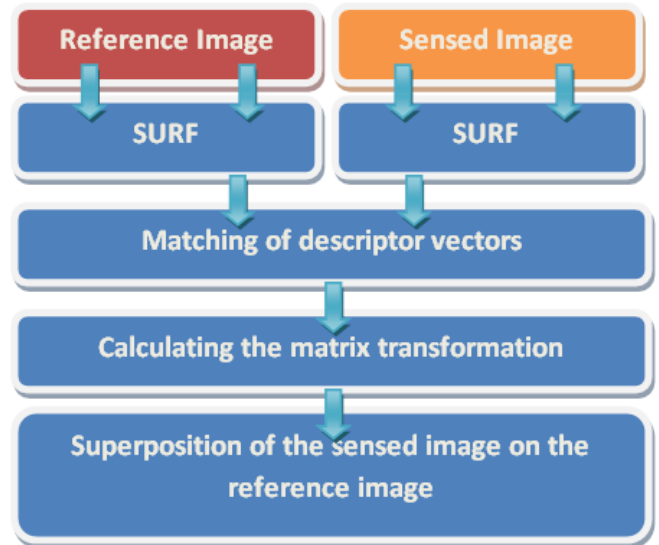 Reference Image
Sensed Image
SURF
SURF
Matching of descriptor vectors
Calculating the matrix transformation
Superposition of the sensed image on the
reference image